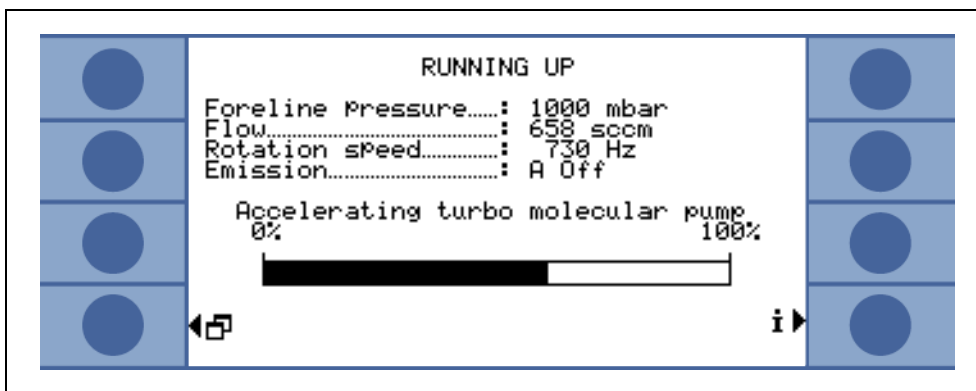 RUNNING UP
Foreline pressure......: 1000 mbar
Flow..............................: 658 sccm
Rotation speed..............: 730 Hz
Emission..............................: A Off
Accelerating turbo molecular pump
0% 100%
i